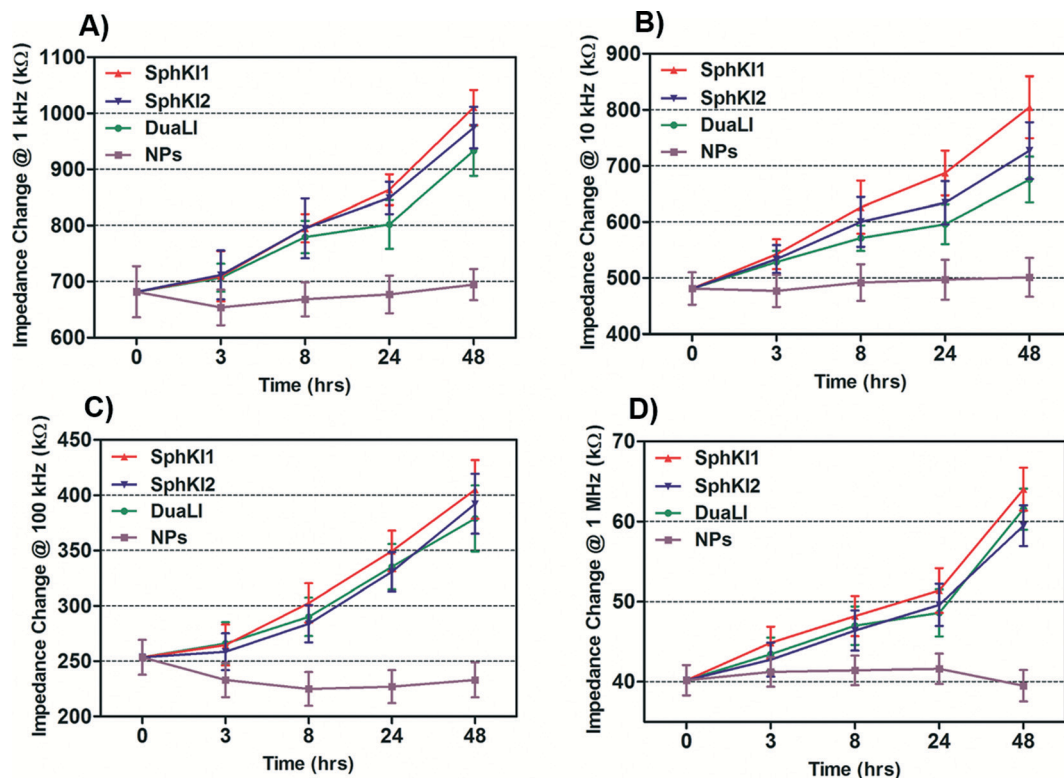 A)
Impedance Change @ 1 kHz (kΩ)
1100
1000
900
800
700
600
SphKI1
SphKI2
DuaLI
NPs
0 3 8 24 48
Time (hrs)
B)
Impedance Change @ 10 kHz (kΩ)
900
800
700
600
500
400
SphKI1
SphKI2
DuaLI
NPs
0 3 8 24 48
Time (hrs)
C)
Impedance Change @ 100 kHz (kΩ)
450
400
350
300
250
200
SphKI1
SphKI2
DuaLI
NPs
0 3 8 24 48
Time (hrs)
D)
Impedance Change @ 1 MHz (kΩ)
70
60
50
40
SphKI1
SphKI2
DuaLI
NPs
0 3 8 24 48
Time (hrs)